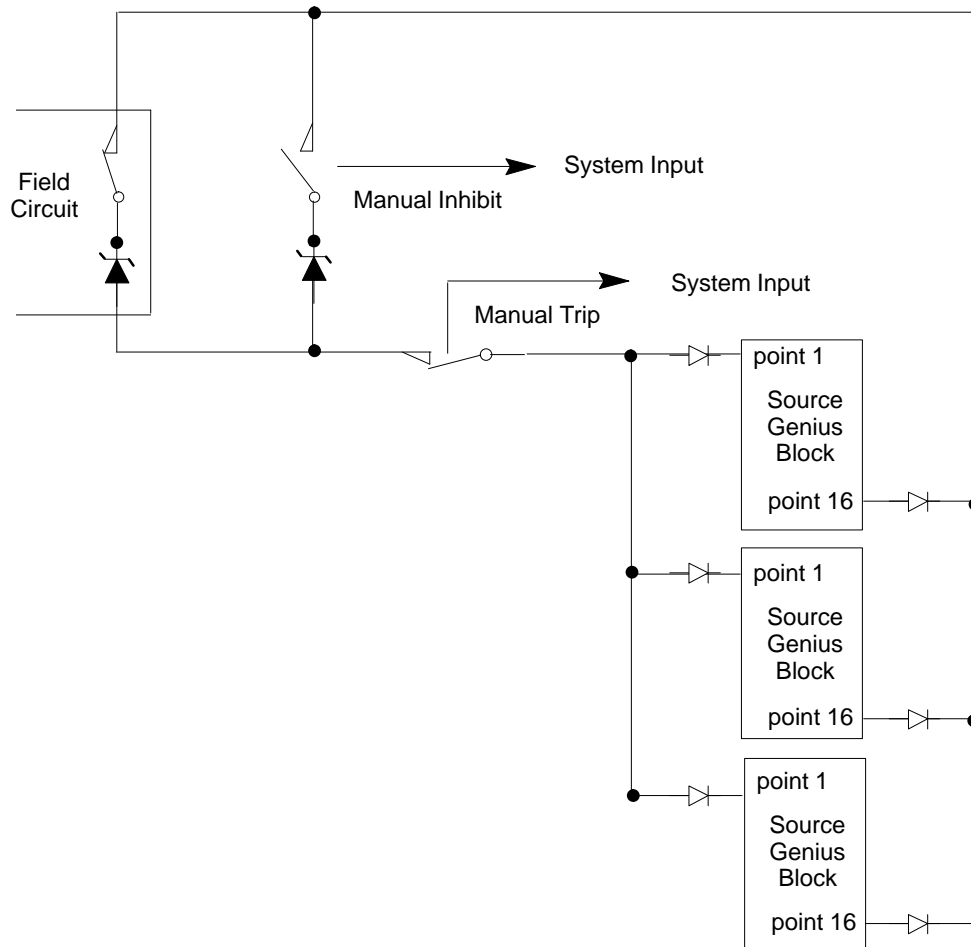 System Input
Field
Circuit
Manual Inhibit
System Input
Manual Trip
point 1
Source
Genius
Block
point 16
point 1
Source
Genius
Block
point 16
point 1
Source
Genius
Block
point 16